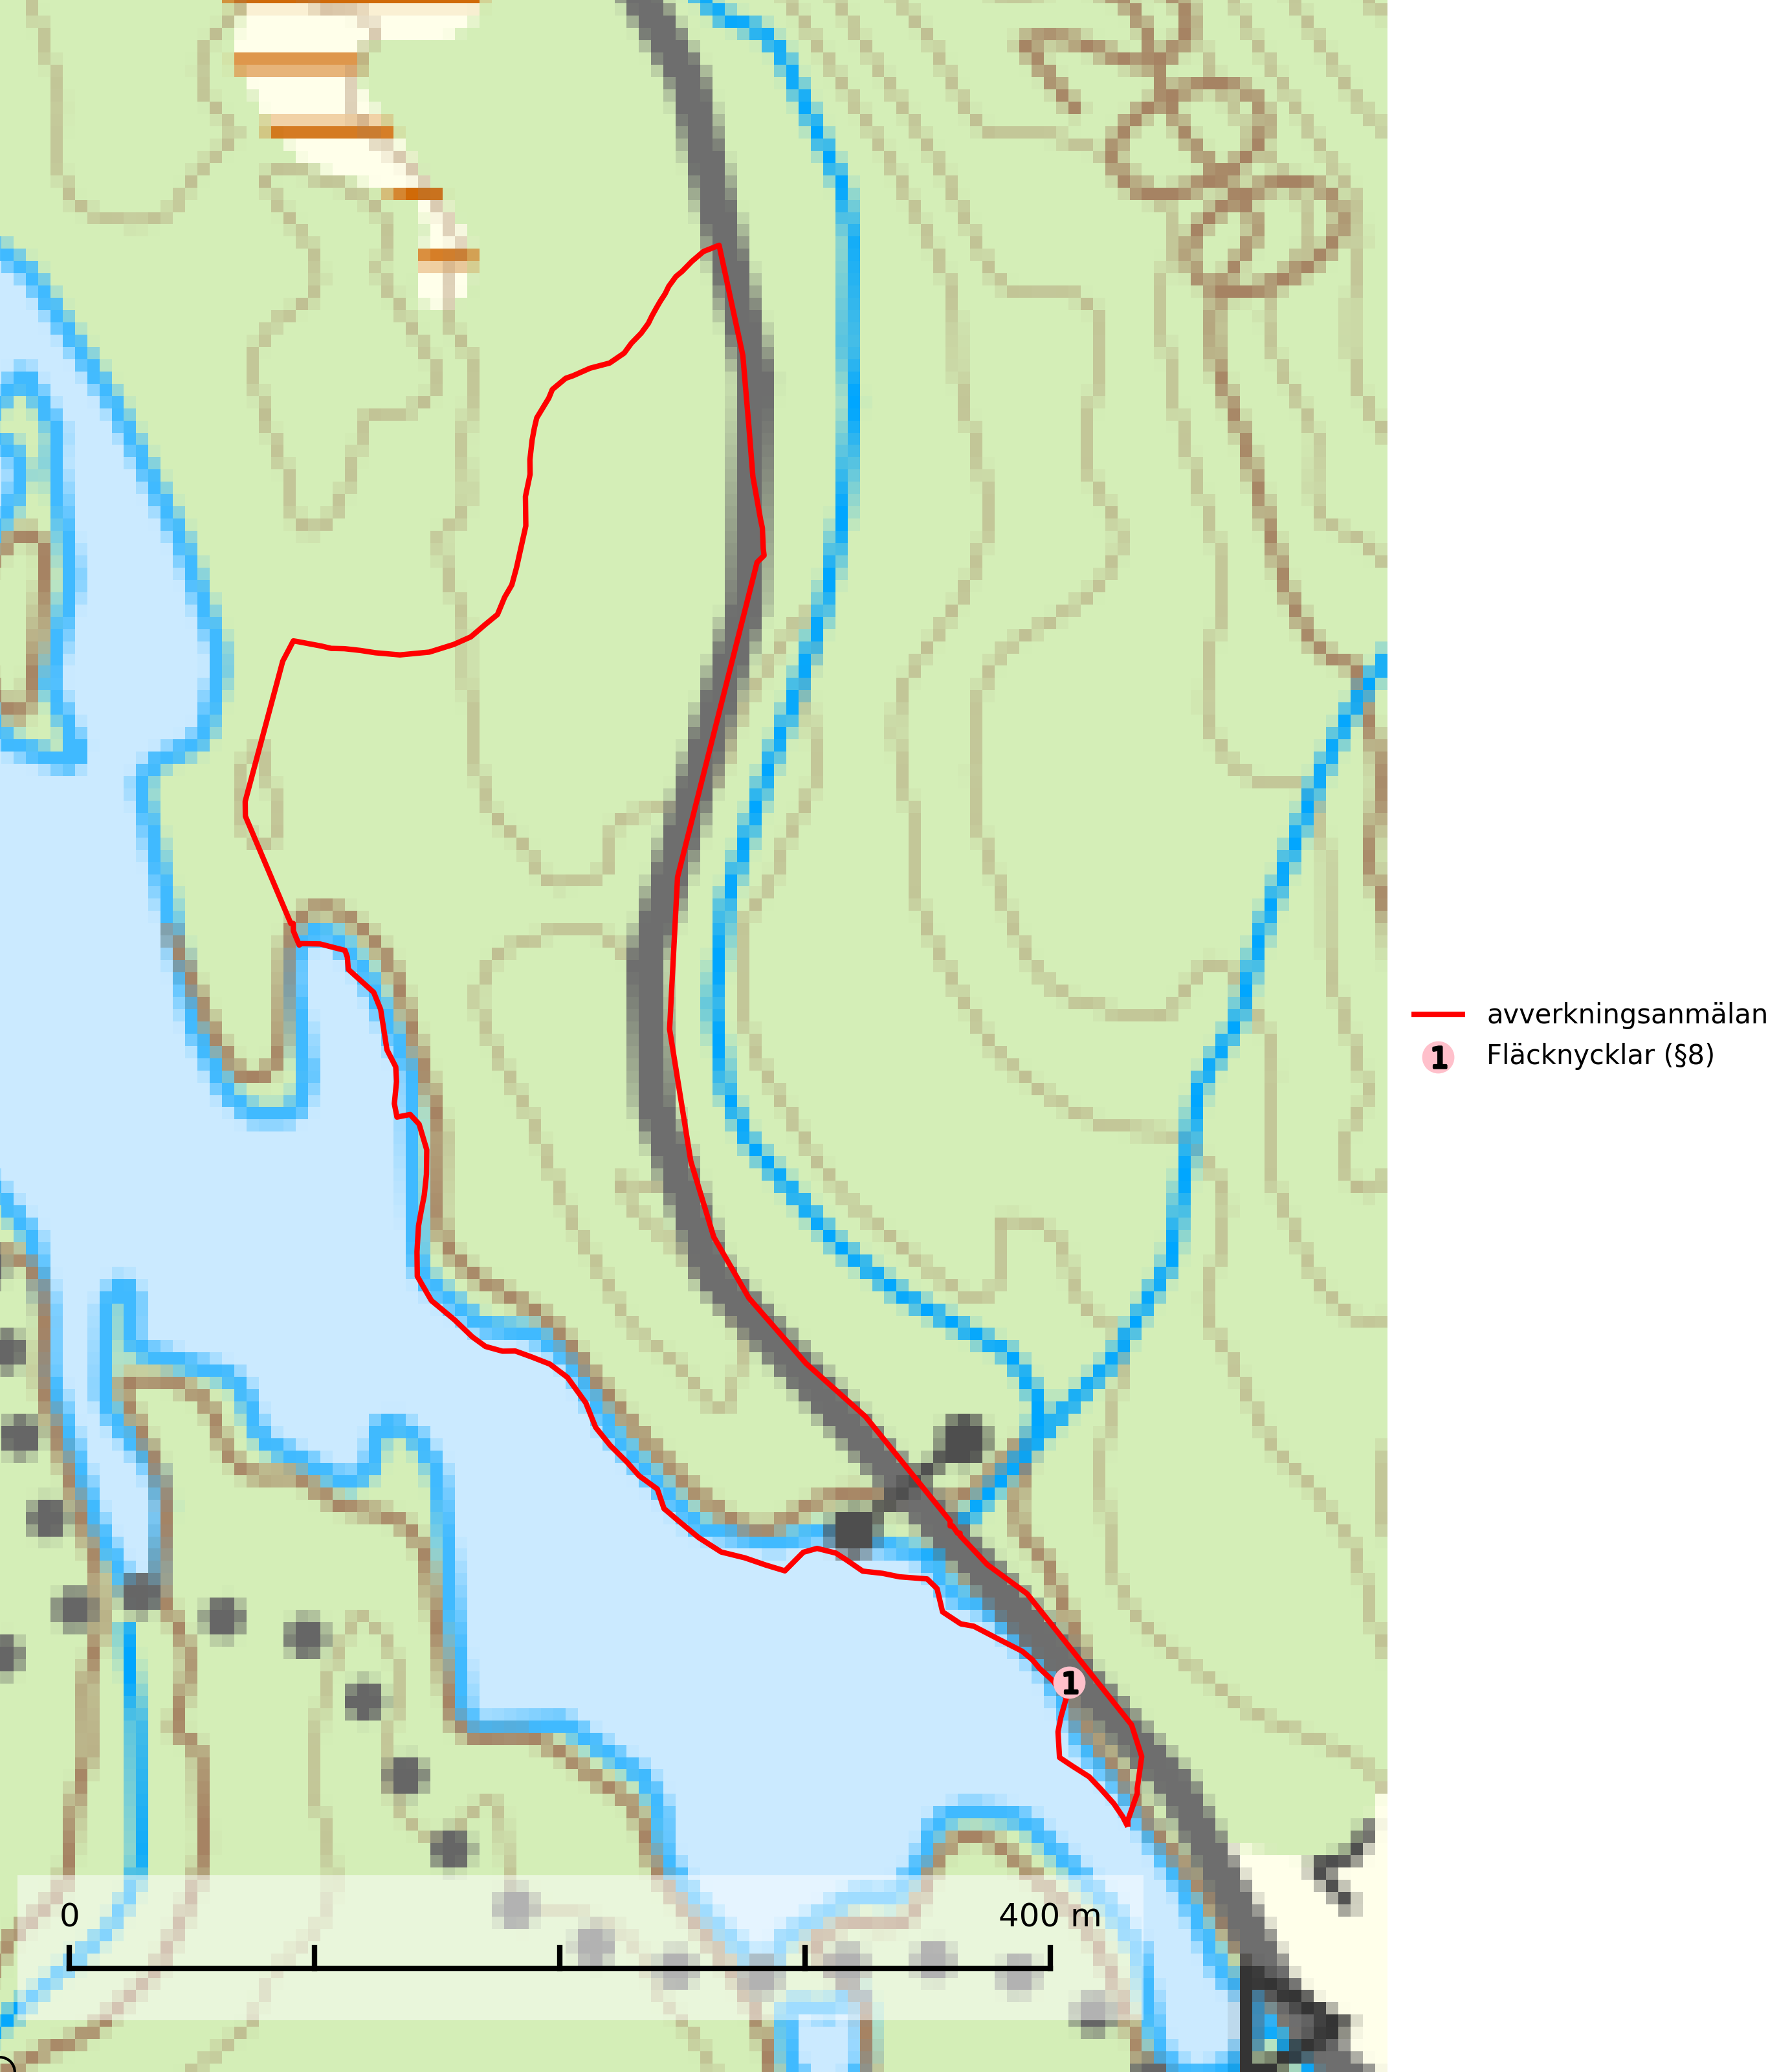 avverkningsanmälan
1 Fläcknycklar (§8)
1
0 400 m